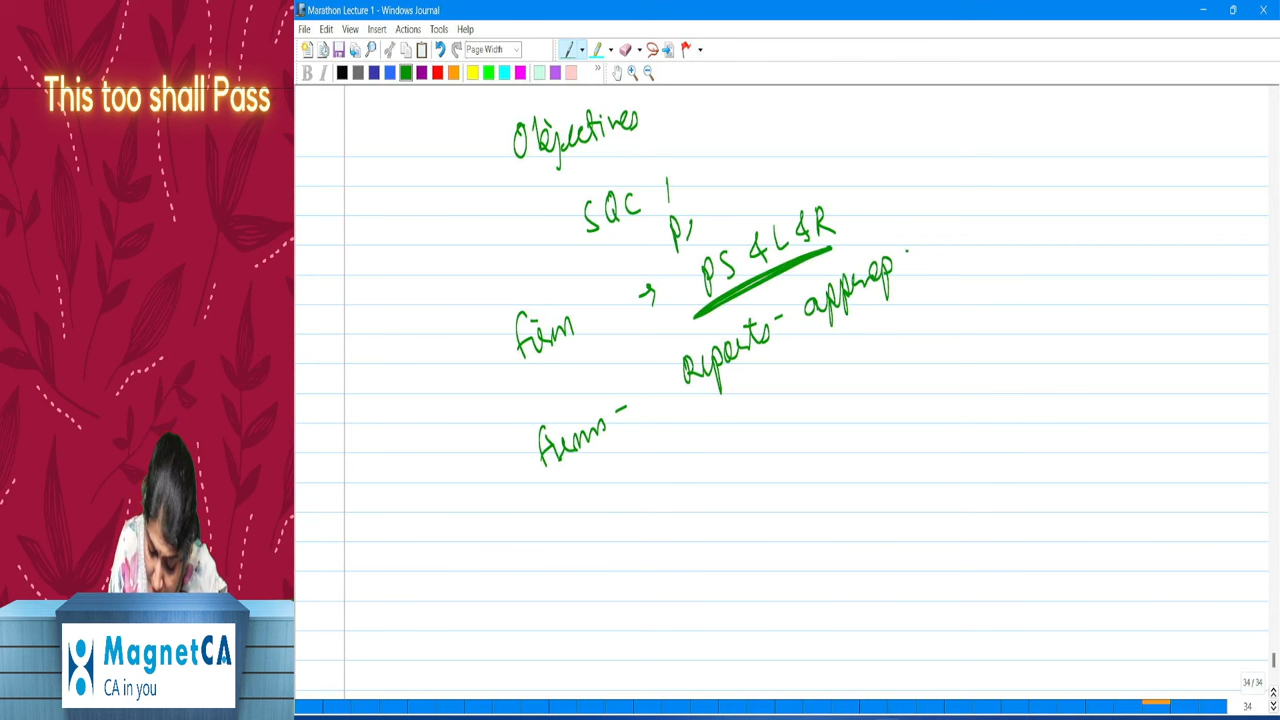 This too shall Pass
Marathon Lecture 1 - Windows Journal
File Edit View Insert Actions Tools Help
Page Width
B I
Objectives
SQC 1
PS & L & R
firm
Reports - approp
firms -
MagnetCA
CA in you
34 / 34
34